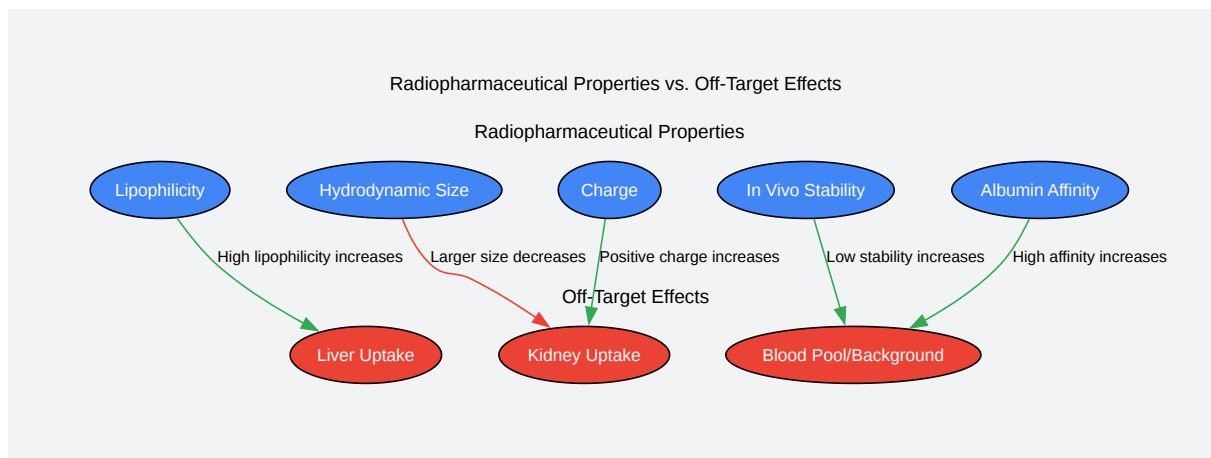 Radiopharmaceutical Properties vs. Off-Target Effects
Radiopharmaceutical Properties
Lipophilicity
Hydrodynamic Size
Charge
In Vivo Stability
Albumin Affinity
High lipophilicity increases
Larger size decreases
Positive charge increases
Low stability increases
High affinity increases
Off-Target Effects
Liver Uptake
Kidney Uptake
Blood Pool/Background